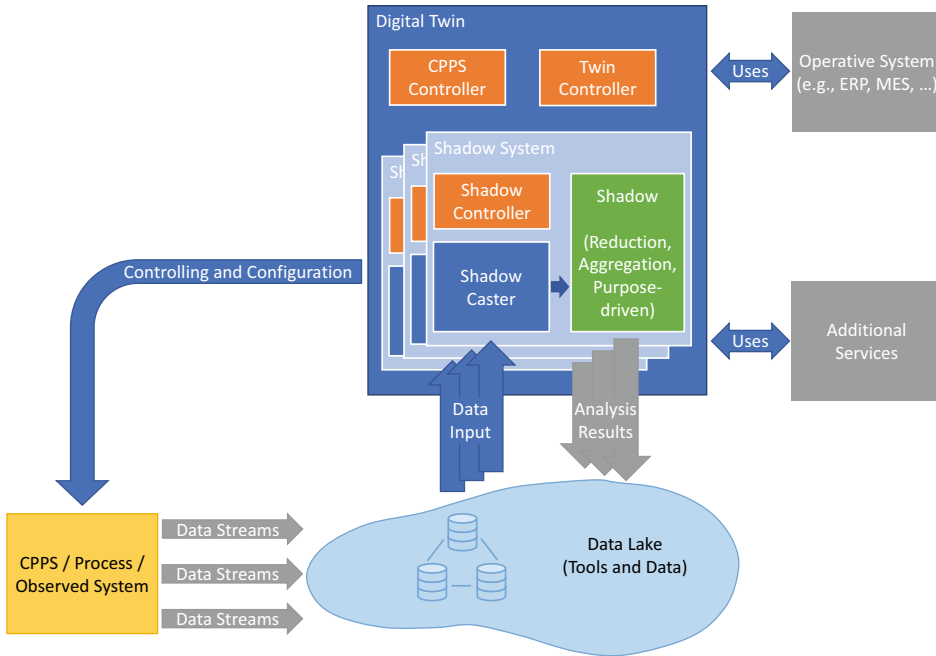 Digital Twin
CPPS
Controller
Twin
Controller
Uses
Operative System
(e.g., ERP, MES, ...)
Sh
Sh
Shadow System
Shadow
Controller
Shadow
(Reduction,
Aggregation,
Purpose-
driven)
Shadow
Caster
Controlling and Configuration
Uses
Additional
Services
Data
Input
Analysis
Results
CPPS / Process /
Observed System
Data Streams
Data Streams
Data Streams
Data Lake
(Tools and Data)